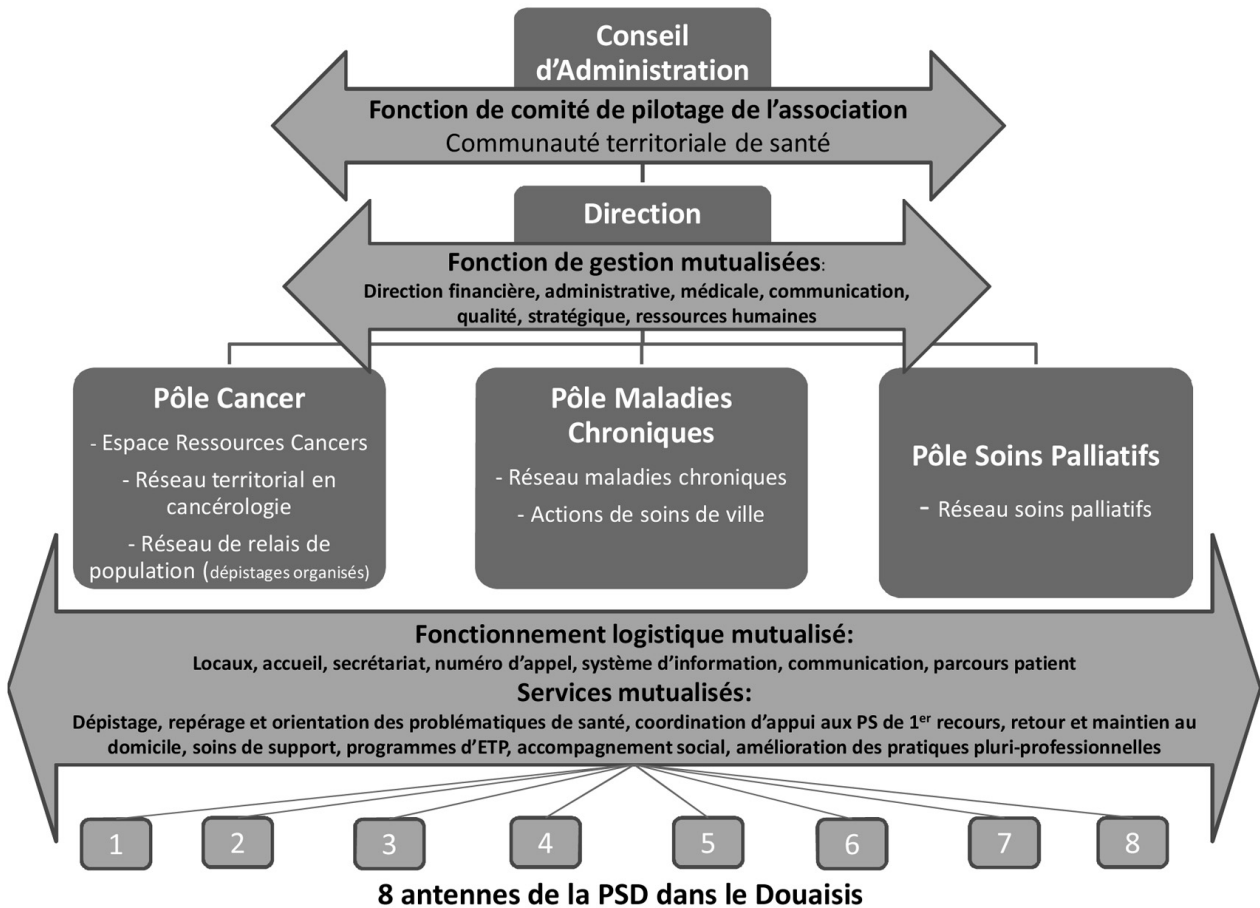 Conseil
d'Administration
Fonction de comité de pilotage de l'association
Communauté territoriale de santé
Direction
Fonction de gestion mutualisées:
Direction financière, administrative, médicale, communication,
qualité, stratégique, ressources humaines
Pôle Cancer
- Espace Ressources Cancers
- Réseau territorial en
cancérologie
- Réseau de relais de
population (dépistages organisés)
Pôle Maladies
Chroniques
- Réseau maladies chroniques
- Actions de soins de ville
Pôle Soins Palliatifs
- Réseau soins palliatifs
Fonctionnement logistique mutualisé:
Locaux, accueil, secrétariat, numéro d'appel, système d'information, communication, parcours patient
Services mutualisés:
Dépistage, repérage et orientation des problématiques de santé, coordination d'appui aux PS de 1er recours, retour et maintien au
domicile, soins de support, programmes d'ETP, accompagnement social, amélioration des pratiques pluri-professionnelles
1 2 3 4 5 6 7 8
8 antennes de la PSD dans le Douaisis